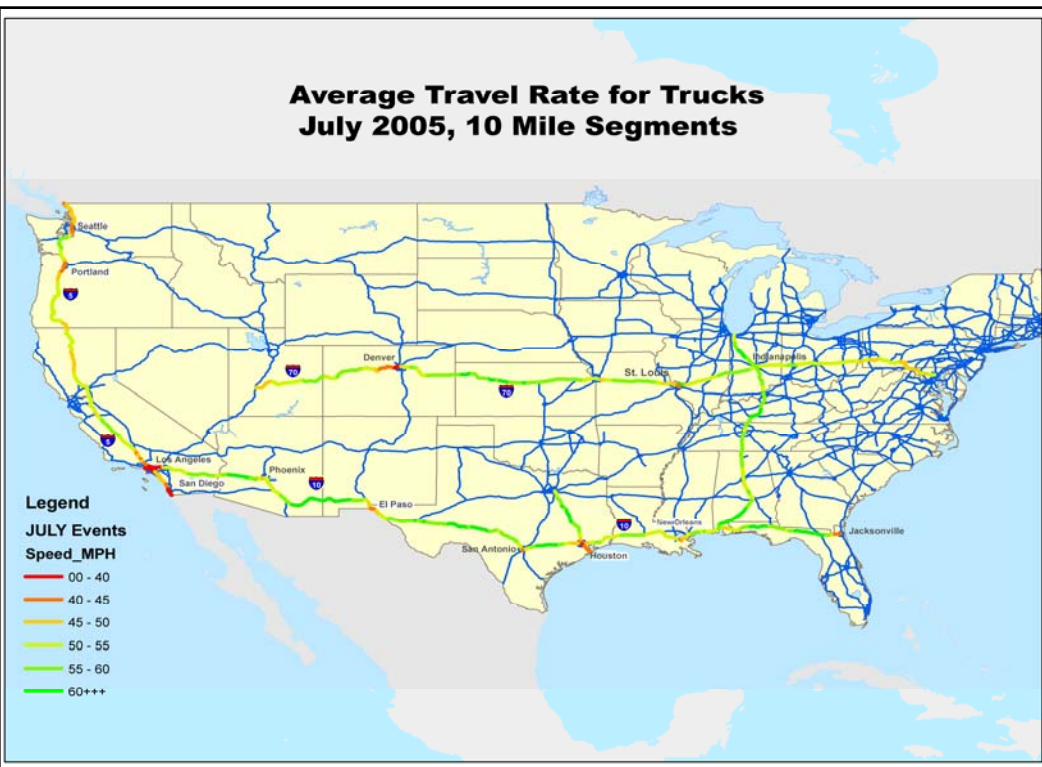 Average Travel Rate for Trucks
July 2005, 10 Mile Segments
Seattle
Portland
5
Denver
70
70
St. Louis
Indianapolis
5
Los Angeles
San Diego
Phoenix
10
El Paso
San Antonio
Houston
10
New Orleans
Jacksonville
Legend
JULY Events
Speed_MPH
00 - 40
40 - 45
45 - 50
50 - 55
55 - 60
60+++